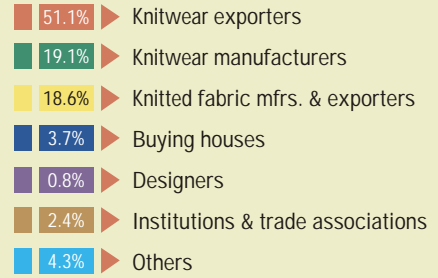 51.1% Knitwear exporters
19.1% Knitwear manufacturers
18.6% Knitted fabric mfrs. & exporters
3.7% Buying houses
0.8% Designers
2.4% Institutions & trade associations
4.3% Others